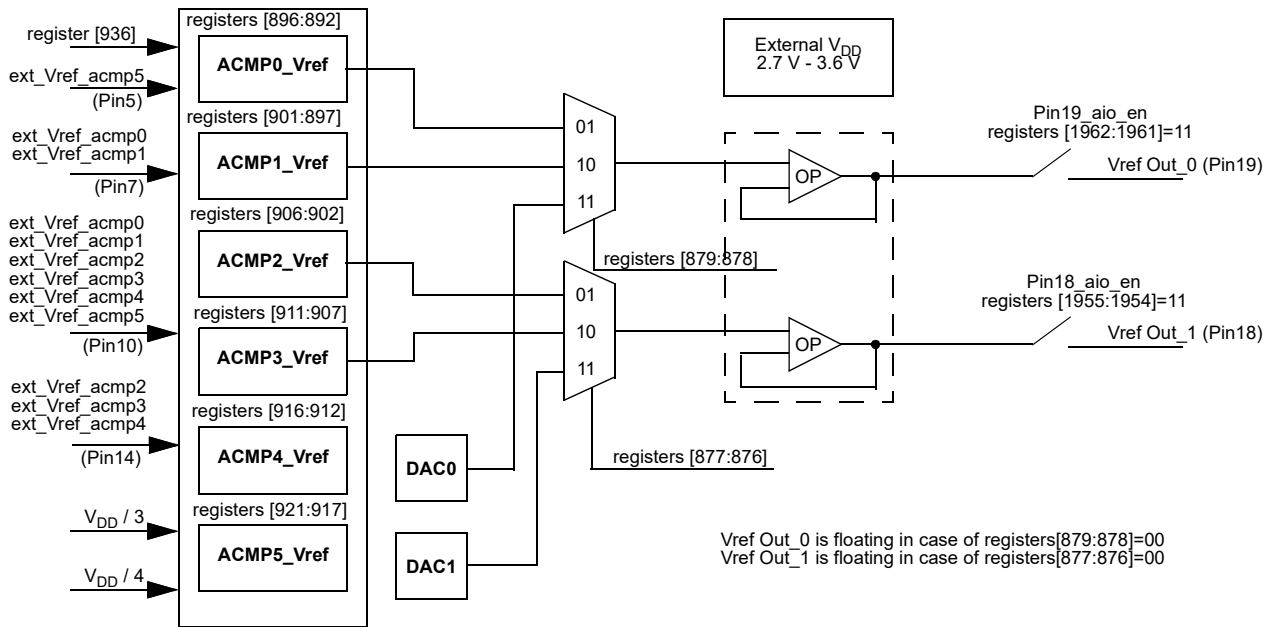 register [936]
ext_Vref_acmp5
(Pin5)
ext_Vref_acmp0
ext_Vref_acmp1
(Pin7)
ext_Vref_acmp0
ext_Vref_acmp1
ext_Vref_acmp2
ext_Vref_acmp3
ext_Vref_acmp4
ext_Vref_acmp5
(Pin10)
ext_Vref_acmp2
ext_Vref_acmp3
ext_Vref_acmp4
(Pin14)
VDD / 3
VDD / 4
registers [896:892]
ACMP0_Vref
registers [901:897]
ACMP1_Vref
registers [906:902]
ACMP2_Vref
registers [911:907]
ACMP3_Vref
registers [916:912]
ACMP4_Vref
registers [921:917]
ACMP5_Vref
DAC0
DAC1
01
10
11
registers [879:878]
01
10
11
registers [877:876]
External VDD
2.7 V - 3.6 V
OP
OP
Pin19_aio_en
registers [1962:1961]=11
Vref Out_0 (Pin19)
Pin18_aio_en
registers [1955:1954]=11
Vref Out_1 (Pin18)
Vref Out_0 is floating in case of registers[879:878]=00
Vref Out_1 is floating in case of registers[877:876]=00